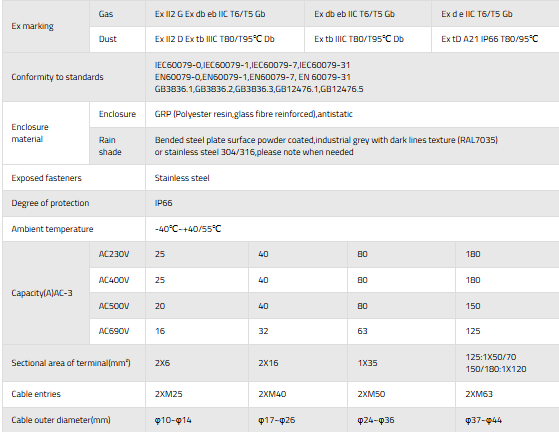 Ex marking
Gas
Ex II2 G Ex db eb IIC T6/T5 Gb
Ex db eb IIC T6/T5 Gb
Ex d e IIC T6/T5 Gb
Dust
Ex II2 D Ex tb IIIC T80/T95℃ Db
Ex tb IIIC T80/T95℃ Db
Ex tD A21 IP66 T80/95℃
Conformity to standards
IEC60079-0,IEC60079-1,IEC60079-7,IEC60079-31
EN60079-0,EN60079-1,EN60079-7, EN 60079-31
GB3836.1,GB3836.2,GB3836.3,GB12476.1,GB12476.5
Enclosure
material
Enclosure
GRP (Polyester resin,glass fibre reinforced),antistatic
Rain
shade
Bended steel plate surface powder coated,industrial grey with dark lines texture (RAL7035)
or stainless steel 304/316,please note when needed
Exposed fasteners
Stainless steel
Degree of protection
IP66
Ambient temperature
-40℃~+40/55℃
Capacity(A)AC-3
AC230V
25
40
80
180
AC400V
25
40
80
180
AC500V
20
40
80
150
AC690V
16
32
63
125
Sectional area of terminal(mm²)
2X6
2X16
1X35
125:1X50/70
150/180:1X120
Cable entries
2XM25
2XM40
2XM50
2XM63
Cable outer diameter(mm)
φ10~φ14
φ17~φ26
φ24~φ36
φ37~φ44